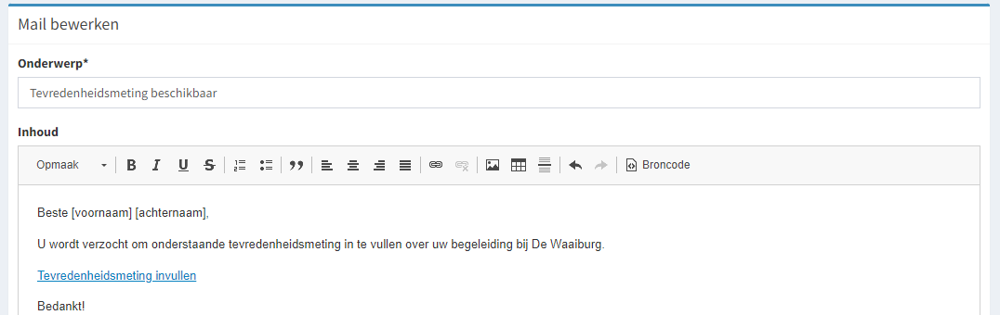 Mail bewerken
Onderwerp*
Tevredenheidsmeting beschikbaar
Inhoud
Opmaak B I U S Broncode
Beste [voornaam] [achternaam],
U wordt verzocht om onderstaande tevredenheidsmeting in te vullen over uw begeleiding bij De Waaiburg.
Tevredenheidsmeting invullen
Bedankt!